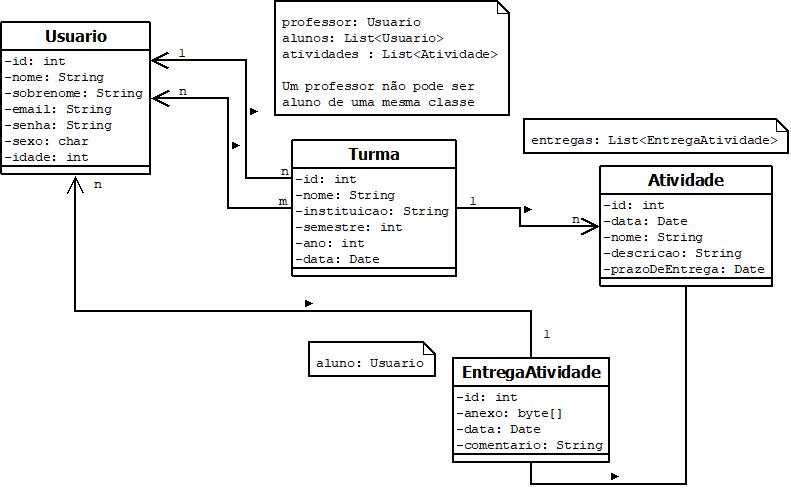 professor: Usuario
alunos: List<Usuario>
atividades : List<Atividade>
Um professor não pode ser
aluno de uma mesma classe
Usuario
-id: int
-nome: String
-sobrenome: String
-email: String
-senha: String
-sexo: char
-idade: int
1
n
n
entregas: List<EntregaAtividade>
Turma
-id: int
-nome: String
-instituicao: String
-semestre: int
-ano: int
-data: Date
n
m
1
n
Atividade
-id: int
-data: Date
-nome: String
-descricao: String
-prazoDeEntrega: Date
1
aluno: Usuario
EntregaAtividade
-id: int
-anexo: byte[]
-data: Date
-comentario: String